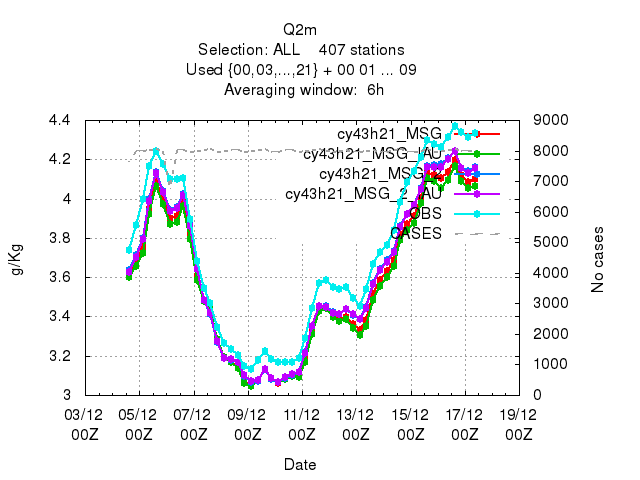 Q2m
Selection: ALL 407 stations
Used {00,03,...,21} + 00 01 ... 09
Averaging window: 6h
4.4
4.2
4
3.8
3.6
3.4
3.2
3
g/Kg
9000
8000
7000
6000
5000
4000
3000
2000
1000
0
No cases
cy43h21_MSG
cy43h21_MSG_AU
cy43h21_MSG_2
cy43h21_MSG_2_AU
OBS
CASES
03/12 05/12 07/12 09/12 11/12 13/12 15/12 17/12 19/12
00Z 00Z 00Z 00Z 00Z 00Z 00Z 00Z 00Z
Date